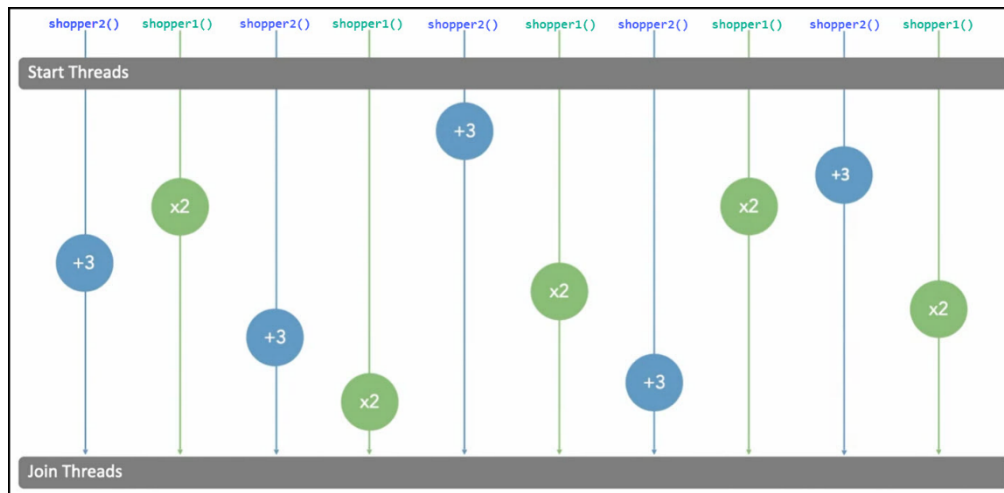 shopper2() shopper1() shopper2() shopper1() shopper2() shopper1() shopper2() shopper1() shopper2() shopper1()
Start Threads
+3
+3
x2
x2
+3
x2
x2
+3
+3
x2
Join Threads